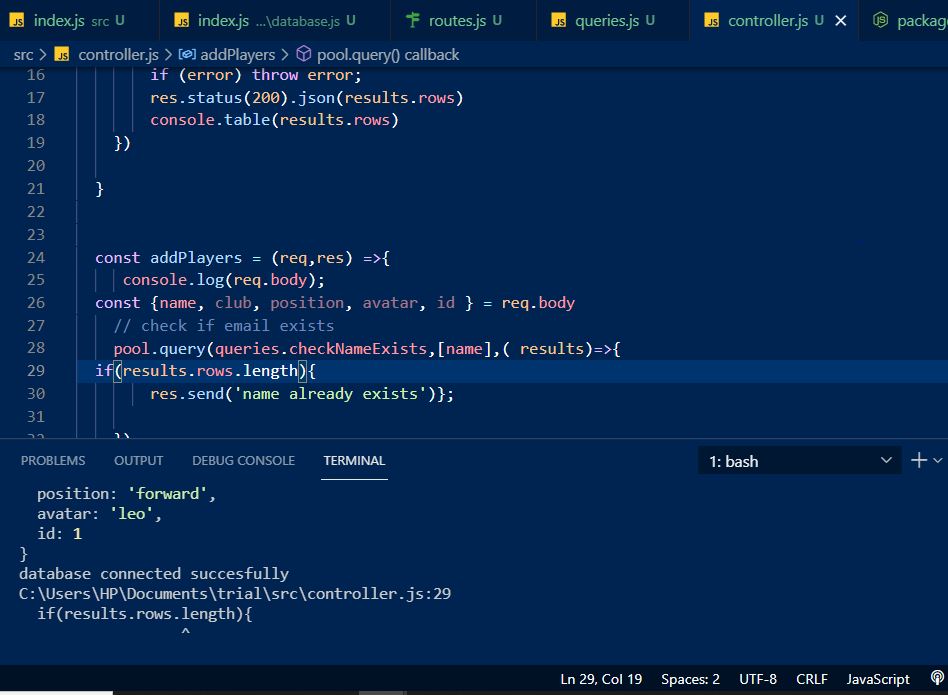 index.js src U index.js ...\database.js U routes.js U queries.js U controller.js U packag
src > JS controller.js > addPlayers > pool.query() callback
16 if (error) throw error;
17 res.status(200).json(results.rows)
18 console.table(results.rows)
19 })
20
21 }
22
23
24 const addPlayers = (req,res) =>{
25 console.log(req.body);
26 const {name, club, position, avatar, id } = req.body
27 // check if email exists
28 pool.query(queries.checkNameExists,[name],( results)=>{
29 if(results.rows.length){
30 res.send('name already exists')};
31
32 })
PROBLEMS OUTPUT DEBUG CONSOLE TERMINAL 1: bash
position: 'forward',
avatar: 'leo',
id: 1
}
database connected succesfully
C:\Users\HP\Documents\trial\src\controller.js:29
if(results.rows.length){
^
Ln 29, Col 19 Spaces: 2 UTF-8 CRLF JavaScript